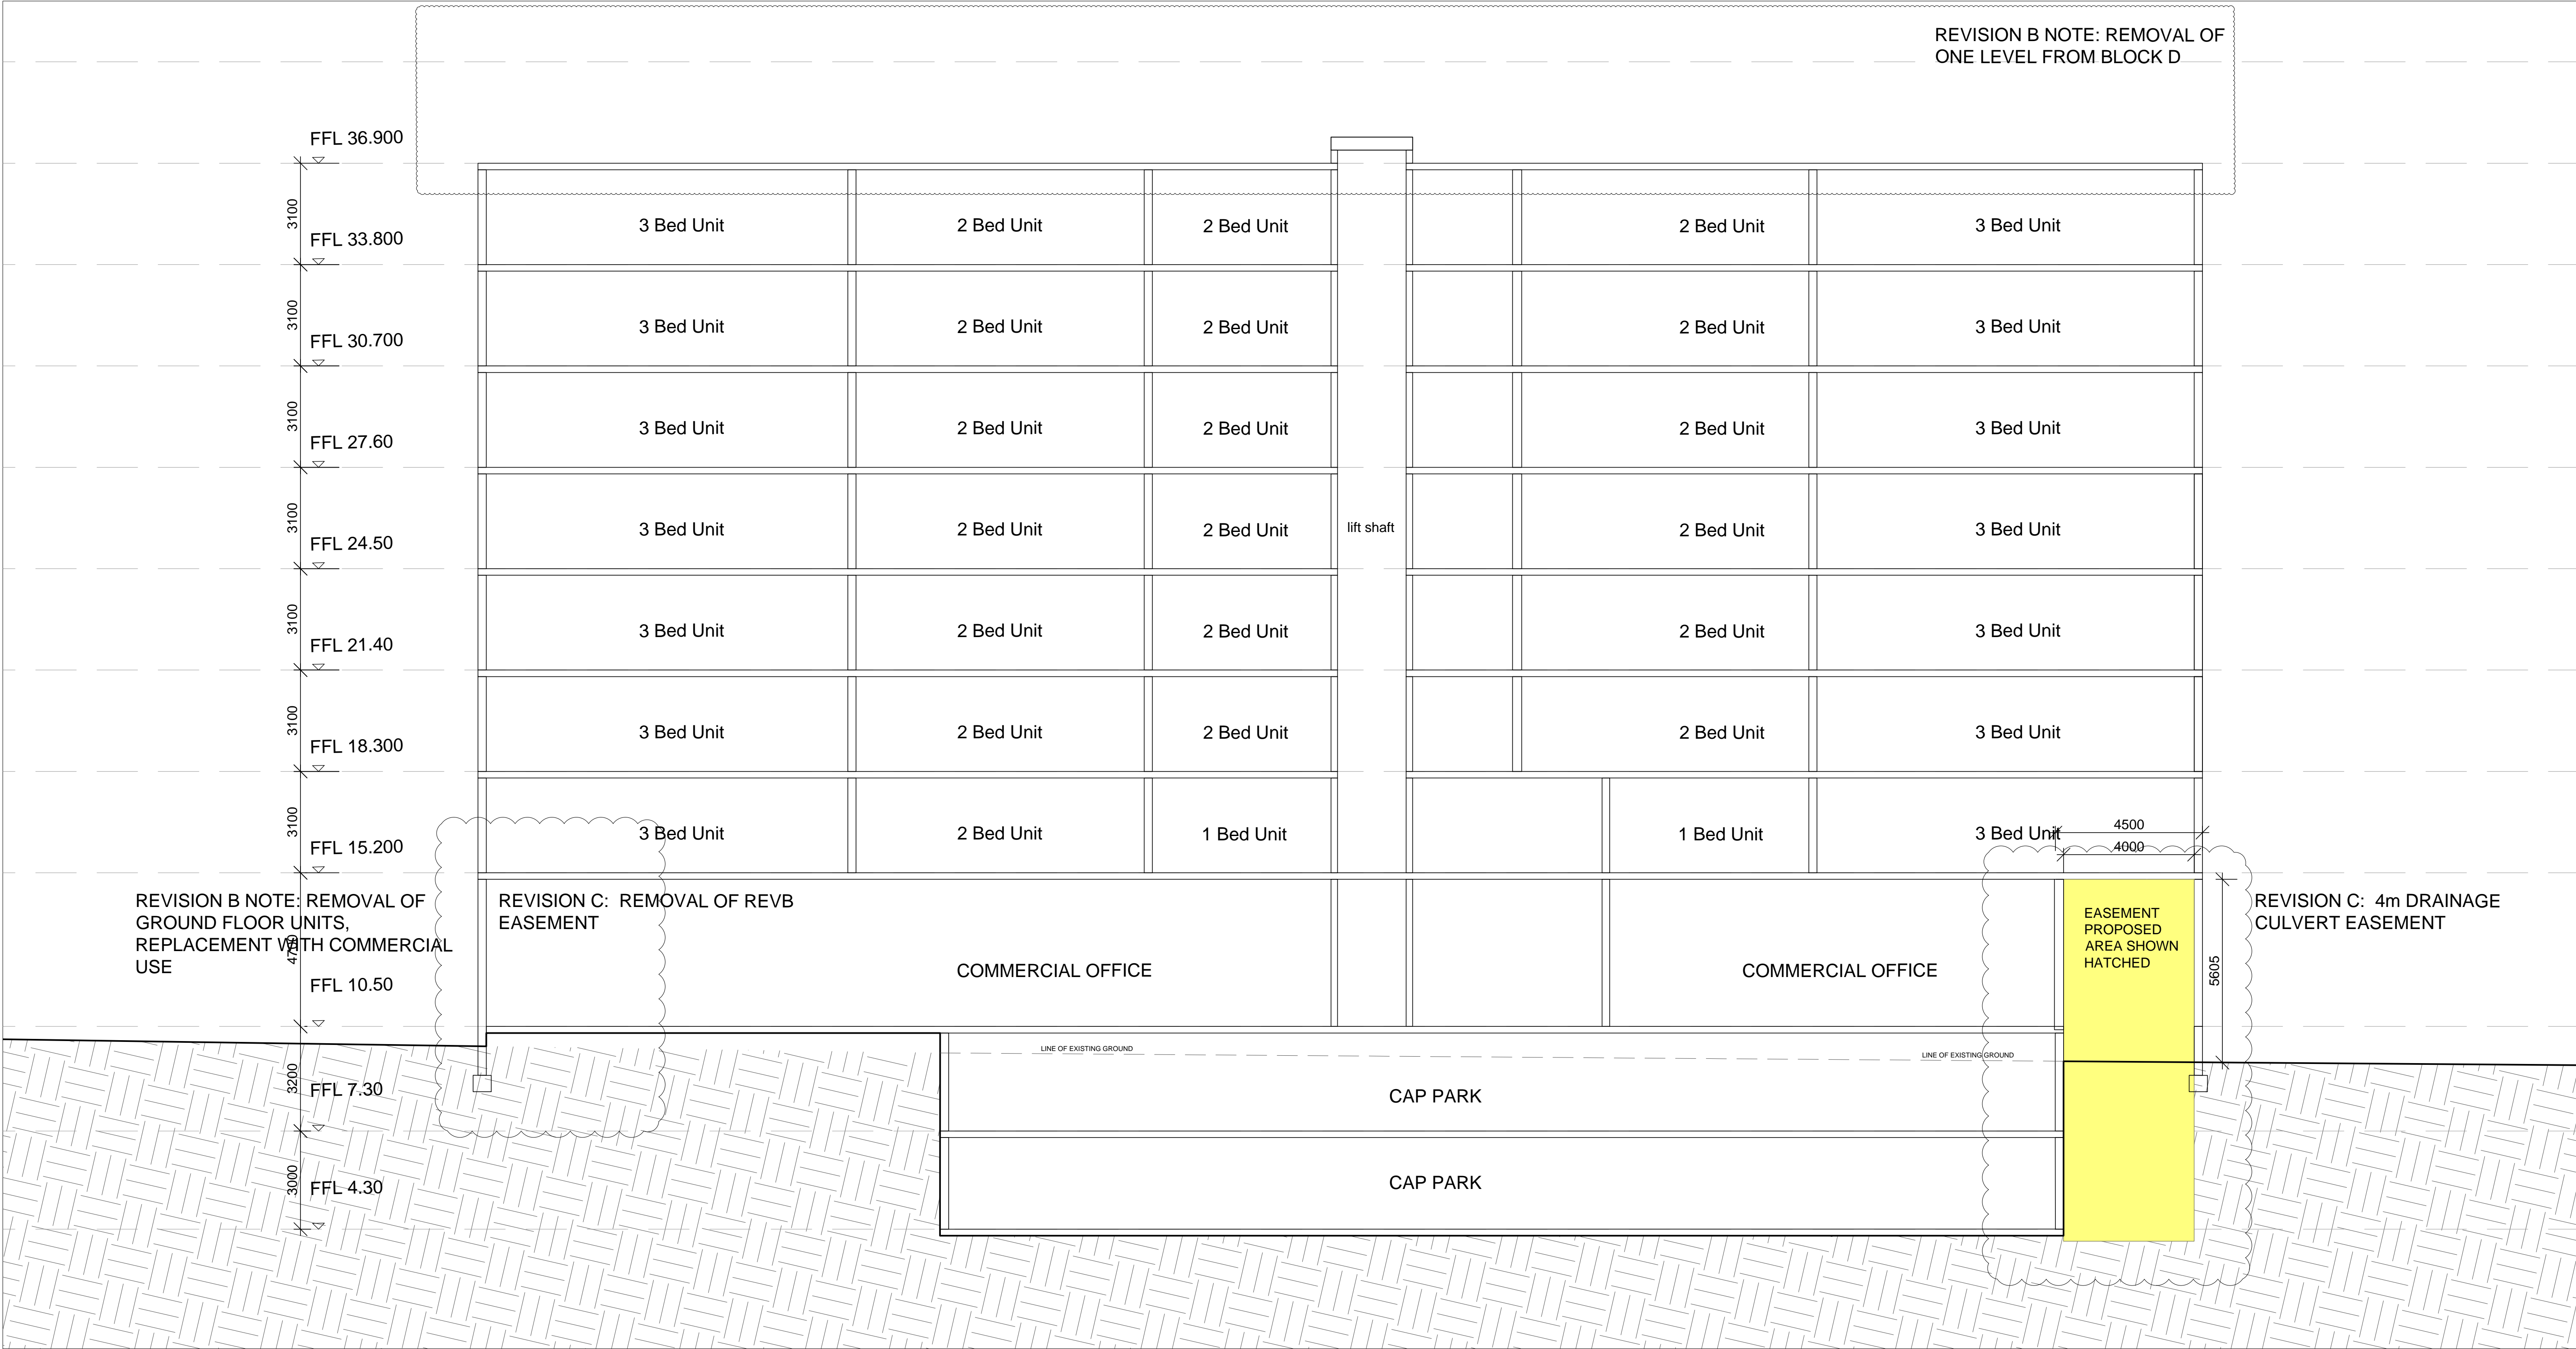 REVISION B NOTE: REMOVAL OF
ONE LEVEL FROM BLOCK D
FFL 36.900
3100
3 Bed Unit
2 Bed Unit
2 Bed Unit
2 Bed Unit
3 Bed Unit
FFL 33.800
3100
3 Bed Unit
2 Bed Unit
2 Bed Unit
2 Bed Unit
3 Bed Unit
FFL 30.700
3100
3 Bed Unit
2 Bed Unit
2 Bed Unit
2 Bed Unit
3 Bed Unit
FFL 27.60
3100
3 Bed Unit
2 Bed Unit
2 Bed Unit
lift shaft
2 Bed Unit
3 Bed Unit
FFL 24.50
3100
3 Bed Unit
2 Bed Unit
2 Bed Unit
2 Bed Unit
3 Bed Unit
FFL 21.40
3100
3 Bed Unit
2 Bed Unit
2 Bed Unit
2 Bed Unit
3 Bed Unit
FFL 18.300
3100
3 Bed Unit
2 Bed Unit
1 Bed Unit
1 Bed Unit
3 Bed Unit
4500
4000
FFL 15.200
REVISION B NOTE: REMOVAL OF
GROUND FLOOR UNITS,
REPLACEMENT WITH COMMERCIAL
USE
4700
REVISION C: REMOVAL OF REVB
EASEMENT
COMMERCIAL OFFICE
COMMERCIAL OFFICE
EASEMENT
PROPOSED
AREA SHOWN
HATCHED
5605
REVISION C: 4m DRAINAGE
CULVERT EASEMENT
FFL 10.50
LINE OF EXISTING GROUND
LINE OF EXISTING GROUND
3200
FFL 7.30
CAP PARK
3000
FFL 4.30
CAP PARK